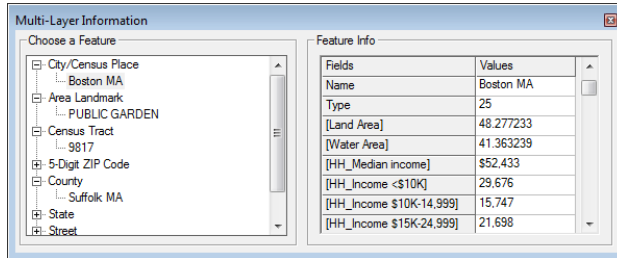 Multi-Layer Information
Choose a Feature
City/Census Place
Boston MA
Area Landmark
PUBLIC GARDEN
Census Tract
9817
5-Digit ZIP Code
County
Suffolk MA
State
Street
Feature Info
Fields Values
Name Boston MA
Type 25
[Land Area] 48.277233
[Water Area] 41.363239
[HH_Median income] $52,433
[HH_Income <$10K] 29,676
[HH_Income $10K-14,999] 15,747
[HH_Income $15K-24,999] 21,698